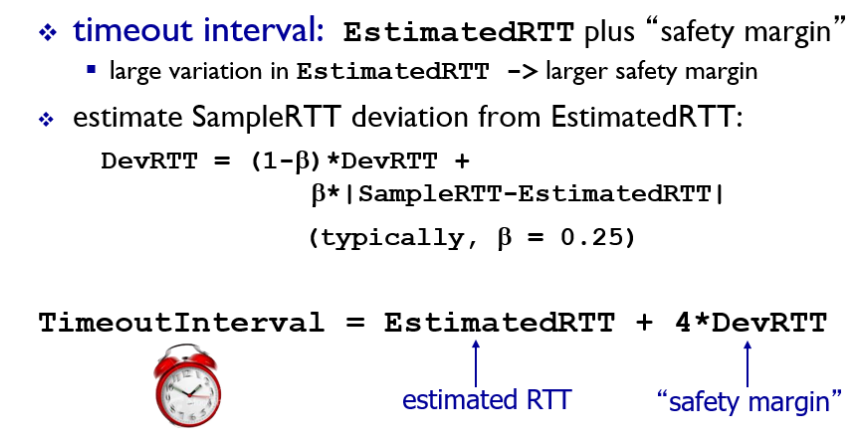 ❖ timeout interval: EstimatedRTT plus “safety margin”
▪ large variation in EstimatedRTT -> larger safety margin
❖ estimate SampleRTT deviation from EstimatedRTT:
DevRTT = (1-β)*DevRTT +
β*|SampleRTT-EstimatedRTT|
(typically, β = 0.25)
TimeoutInterval = EstimatedRTT + 4*DevRTT
estimated RTT “safety margin”